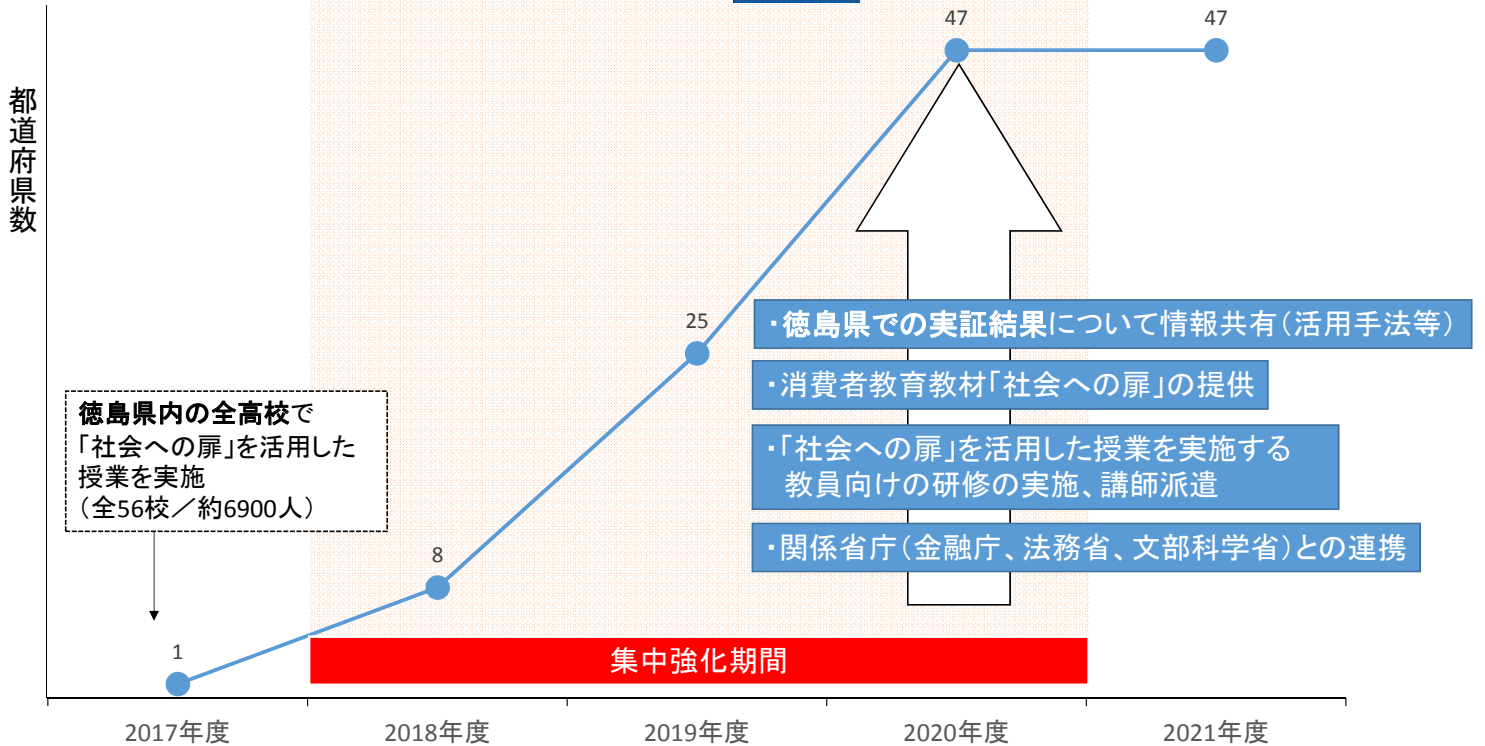 47
47
都道府県数
25
・徳島県での実証結果について情報共有（活用手法等）
・消費者教育教材「社会への扉」の提供
徳島県内の全高校で
「社会への扉」を活用した
授業を実施
（全56校／約6900人）
・「社会への扉」を活用した授業を実施する
教員向けの研修の実施、講師派遣
・関係省庁（金融庁、法務省、文部科学省）との連携
8
1
集中強化期間
2017年度
2018年度
2019年度
2020年度
2021年度